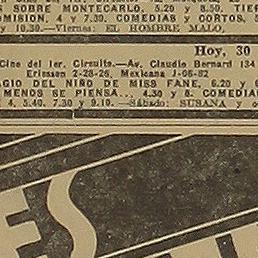 SOBRE MONTECARLO, 5.20
MISION, 4 y 7.30. COMEDIAS y CORTOS, 5
y 10.30.—Viernes: EL HOMBRE MALO,
Hoy, 30
Cine del 1er. Circuito.—Av. Claudio Bernard 134
Ericsson 2-28-26, Mexicana J-06-82
AGIO DEL NIÑO DE MISS FANE, 6.20 y
MENOS SE PIENSA... 4.30 y 8. COMEDIA
4, 5.40, 7.30 y 9.10.—Sábado: SUSANA y
ES